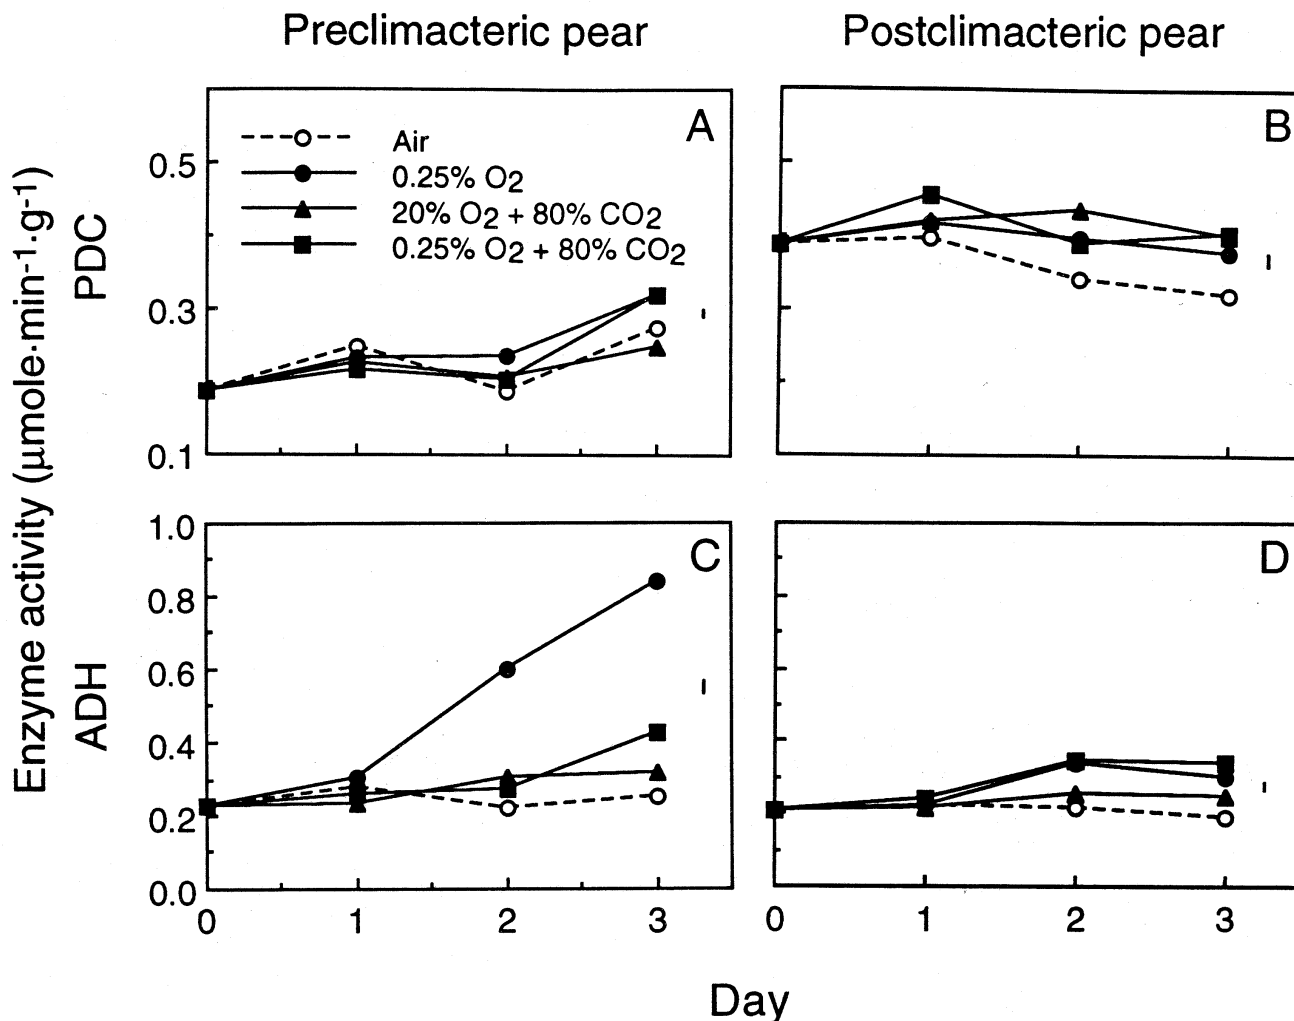 Preclimacteric pear
Postclimacteric pear
Enzyme activity (µmole·min⁻¹·g⁻¹)
PDC
A
Air
0.25% O₂
20% O₂ + 80% CO₂
0.25% O₂ + 80% CO₂
0.5
0.3
0.1
B
ADH
C
1.0
0.8
0.6
0.4
0.2
0.0
0 1 2 3
D
0 1 2 3
Day